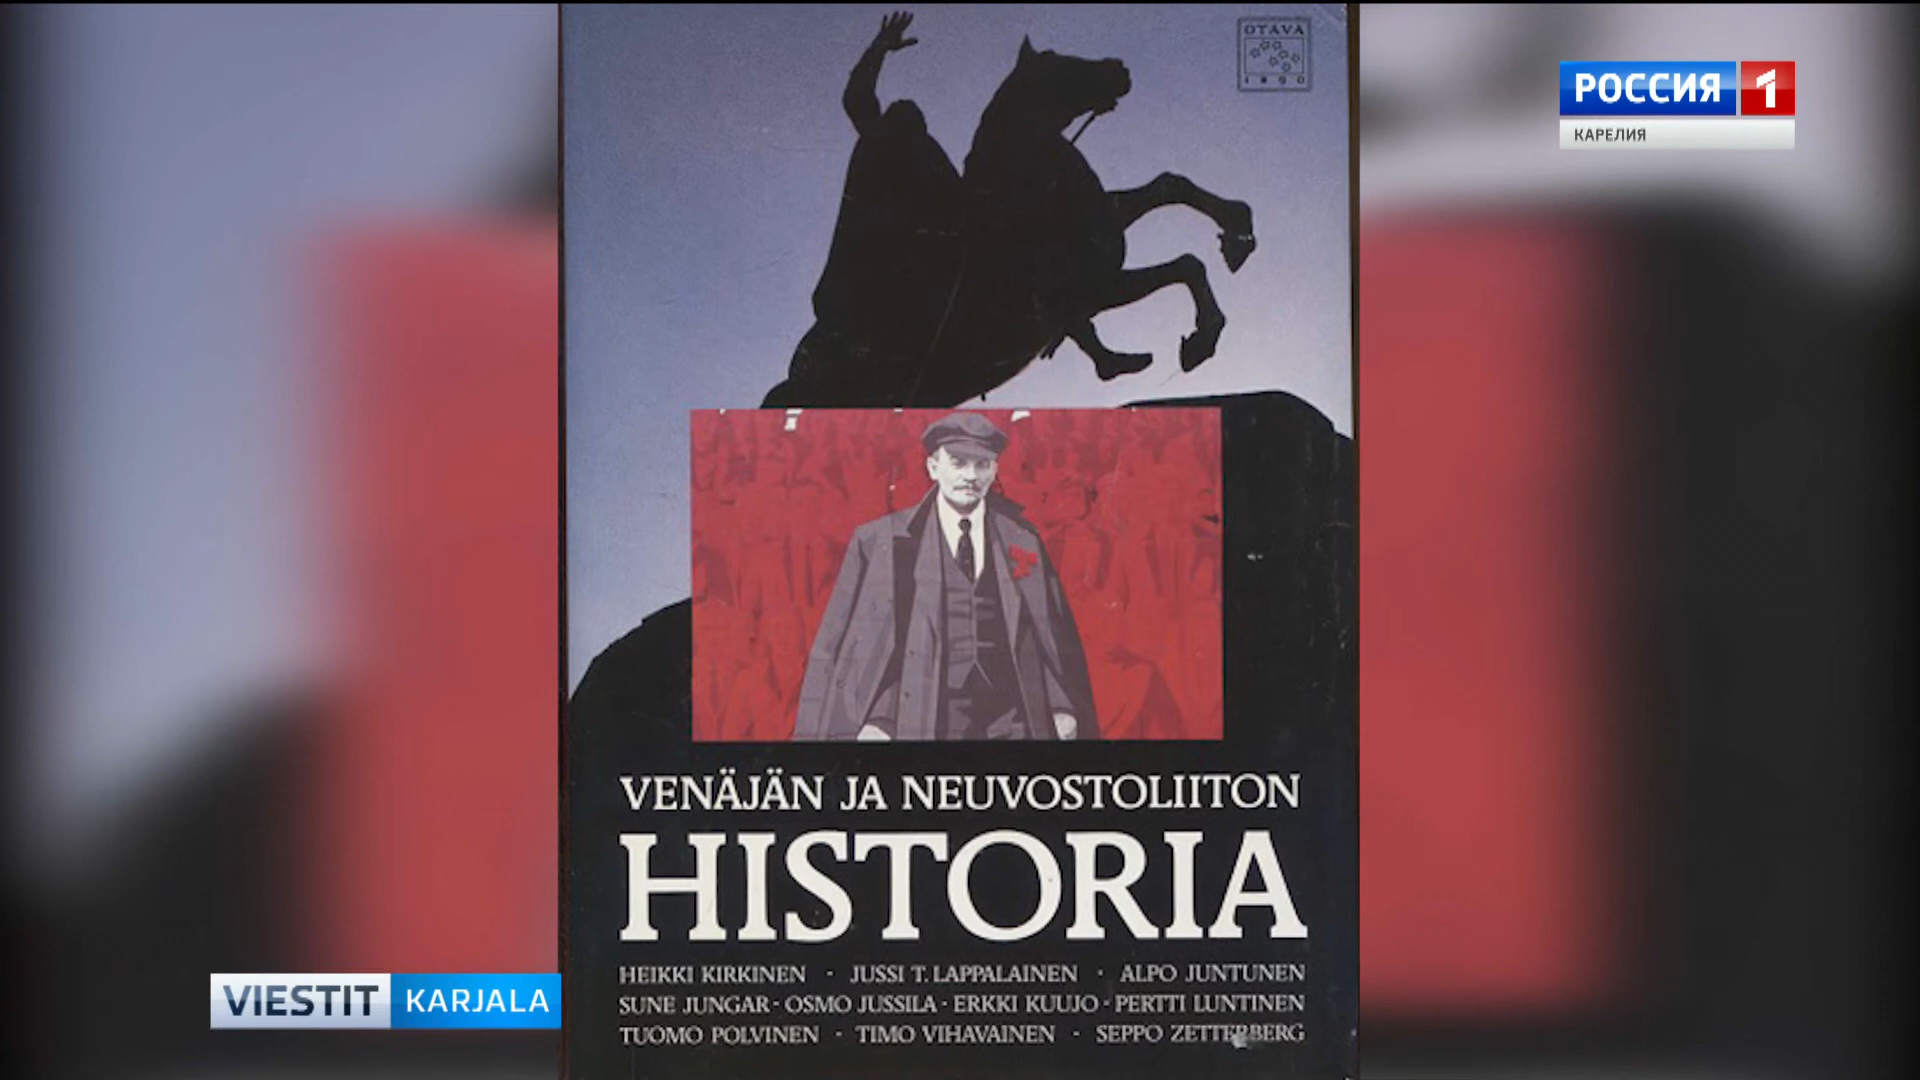 OTAVA
1890
РОССИЯ 1
КАРЕЛИЯ
VENÄJÄN JA NEUVOSTOLIITON
HISTORIA
HEIKKI KIRKINEN · JUSSI T. LAPPALAINEN · ALPO JUNTUNEN
SUNE JUNGAR · OSMO JUSSILA · ERKKI KUUJO · PERTTI LUNTINEN
TUOMO POLVINEN · TIMO VIHAVAINEN · SEPPO ZETTERBERG
VIESTIT KARJALA